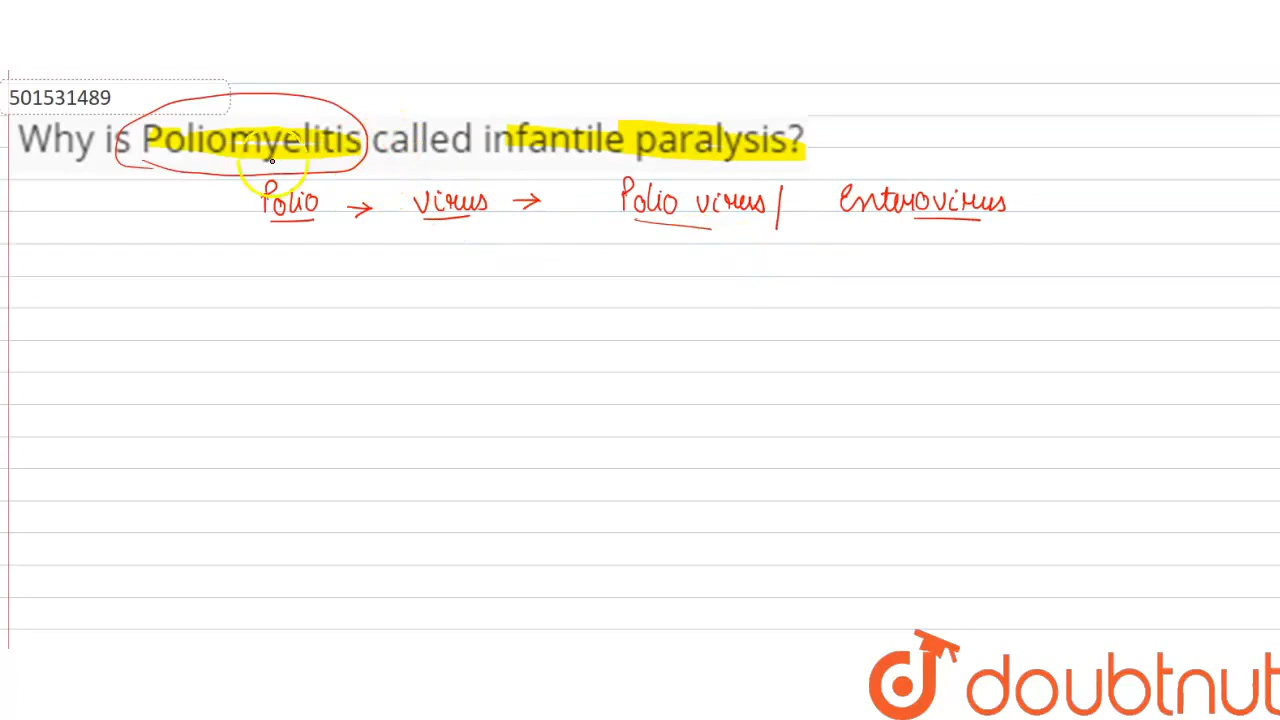 501531489
Why is Poliomyelitis called infantile paralysis?
Polio → virus → Polio virus / Enterovirus
doubtnut